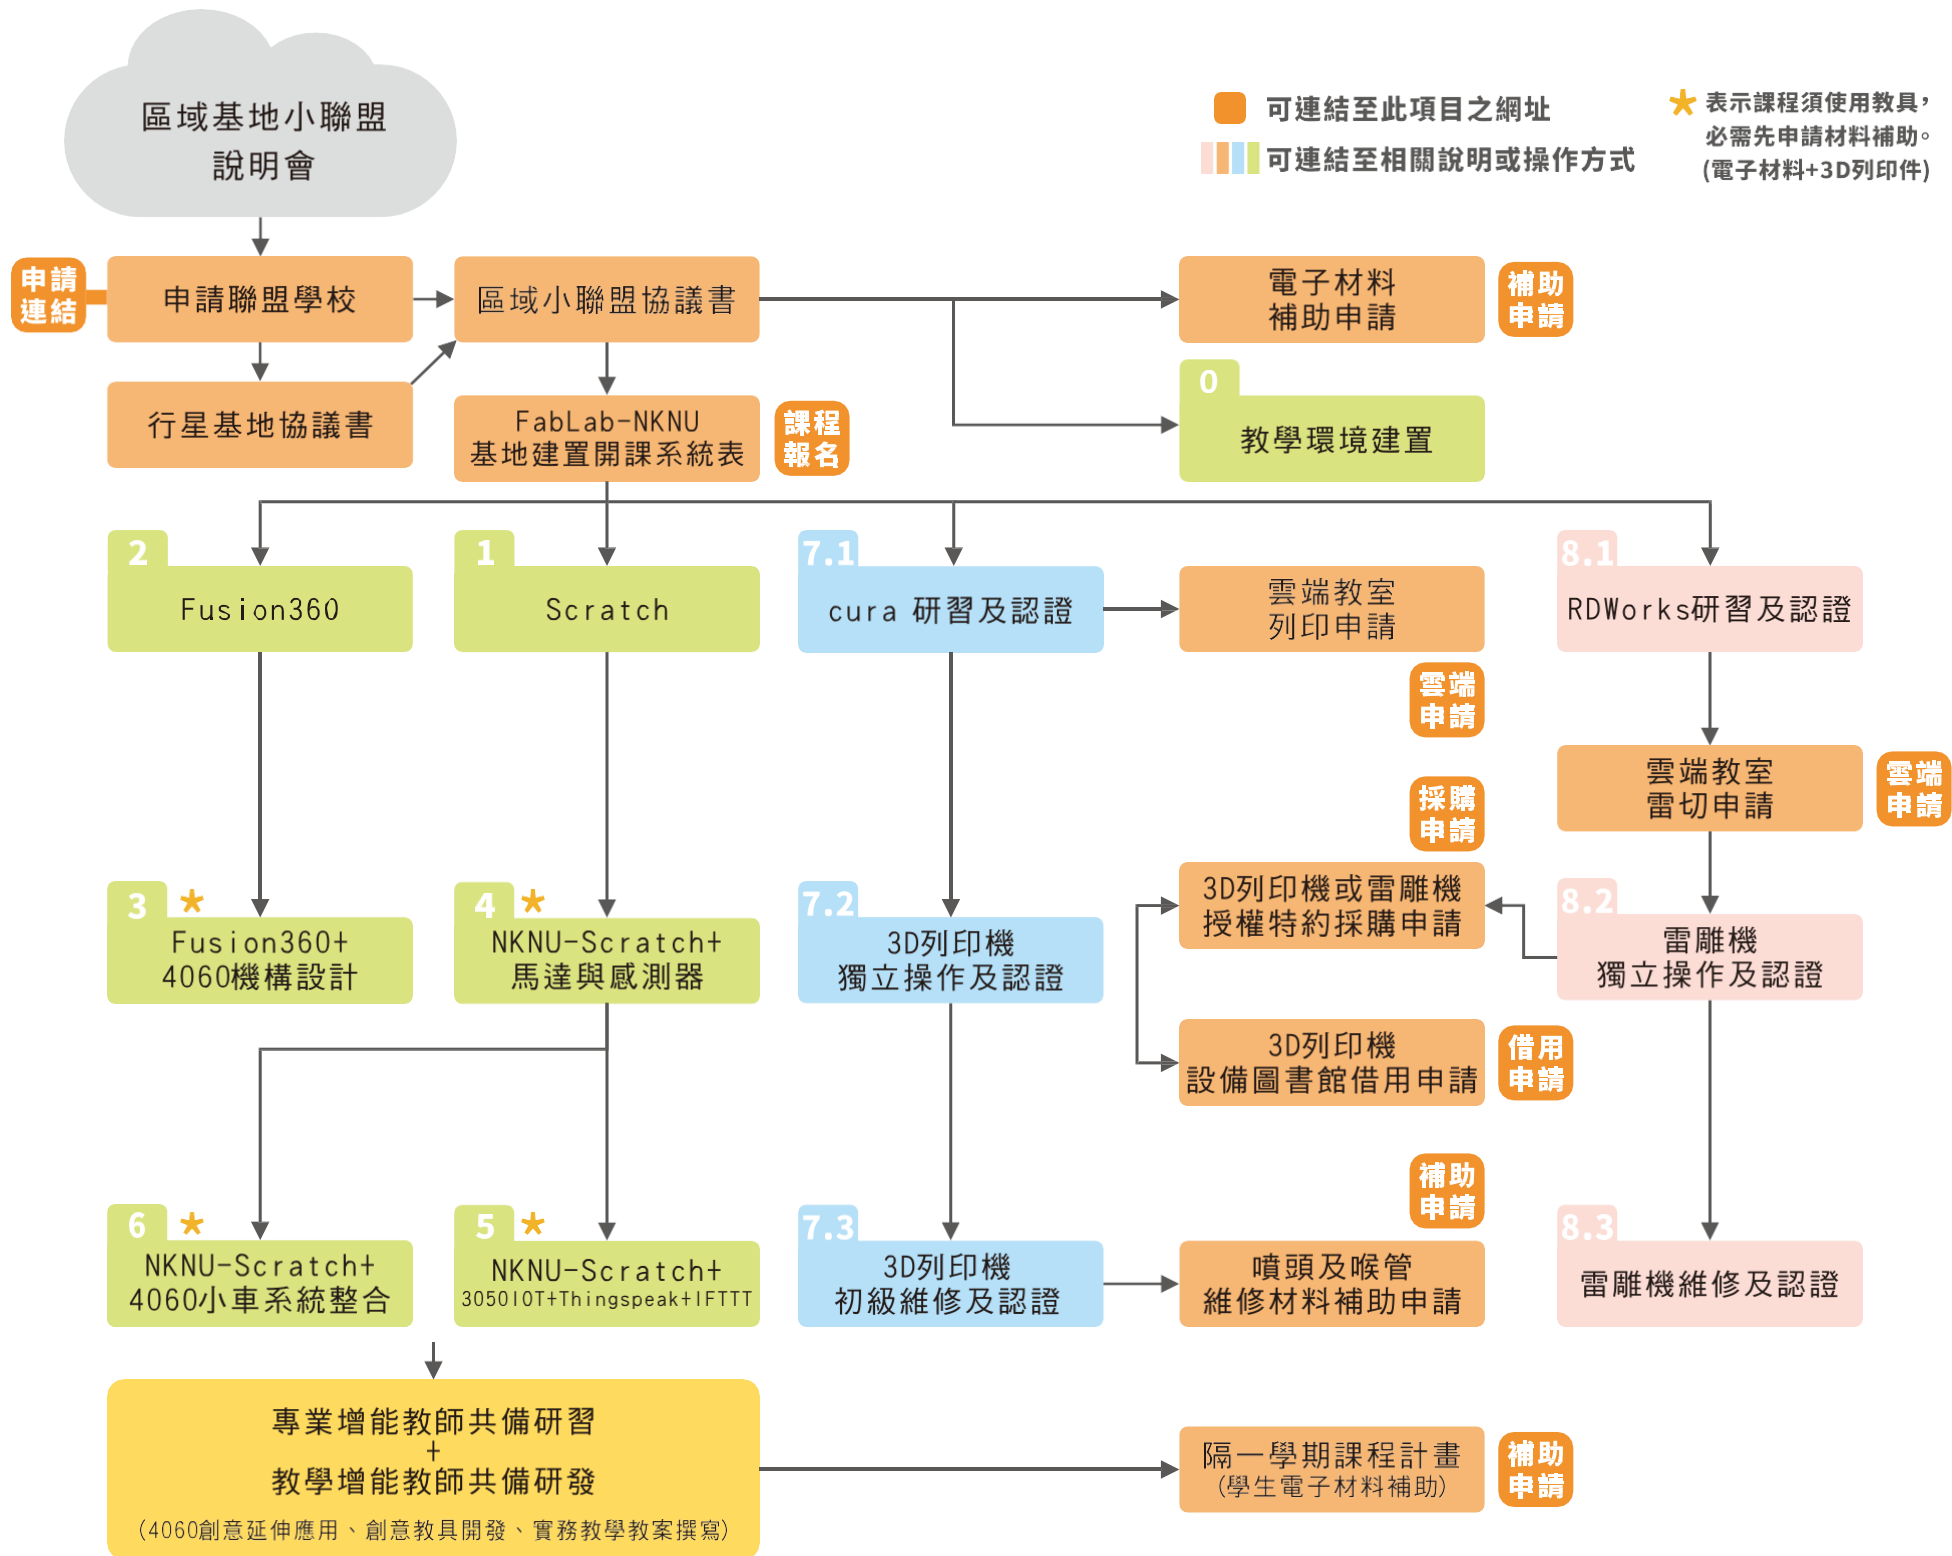 區域基地小聯盟
說明會
可連結至此項目之網址
可連結至相關說明或操作方式
表示課程須使用教具，
必需先申請材料補助。
(電子材料+3D列印件)
申請
連結
申請聯盟學校
區域小聯盟協議書
電子材料
補助申請
補助
申請
行星基地協議書
FabLab-NKNU
基地建置開課系統表
課程
報名
0
教學環境建置
2
Fusion360
1
Scratch
7.1
cura 研習及認證
雲端教室
列印申請
雲端
申請
8.1
RDWorks研習及認證
雲端教室
雷切申請
雲端
申請
採購
申請
3
Fusion360+
4060機構設計
4
NKNU-Scratch+
馬達與感測器
7.2
3D列印機
獨立操作及認證
3D列印機或雷雕機
授權特約採購申請
8.2
雷雕機
獨立操作及認證
3D列印機
設備圖書館借用申請
借用
申請
補助
申請
6
NKNU-Scratch+
4060小車系統整合
5
NKNU-Scratch+
3050IOT+Thingspeak+IFTTT
7.3
3D列印機
初級維修及認證
噴頭及喉管
維修材料補助申請
8.3
雷雕機維修及認證
專業增能教師共備研習
+
教學增能教師共備研發
(4060創意延伸應用、創意教具開發、實務教學教案撰寫)
隔一學期課程計畫
(學生電子材料補助)
補助
申請